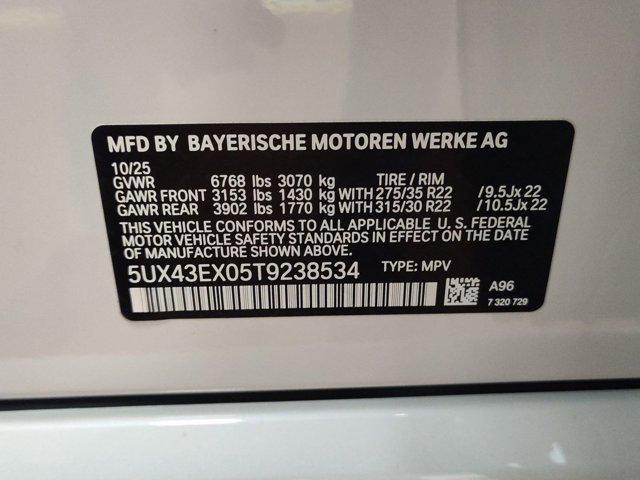 MFD BY BAYERISCHE MOTOREN WERKE AG
10/25
GVWR 6768 lbs 3070 kg TIRE / RIM
GAWR FRONT 3153 lbs 1430 kg WITH 275/35 R22 /9.5Jx 22
GAWR REAR 3902 lbs 1770 kg WITH 315/30 R22 /10.5Jx 22
THIS VEHICLE CONFORMS TO ALL APPLICABLE U. S. FEDERAL
MOTOR VEHICLE SAFETY STANDARDS IN EFFECT ON THE
DATE OF MANUFACTURE SHOWN ABOVE.
5UX43EX05T9238534 TYPE: MPV
A96
7 320 729